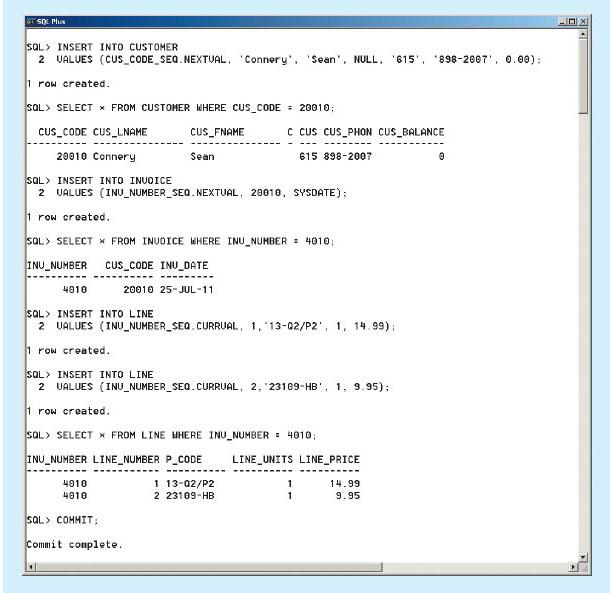 SQL Plus
SQL> INSERT INTO CUSTOMER
2 VALUES (CUS_CODE_SEQ.NEXTVAL, 'Connery', 'Sean', NULL, '615', '898-2007', 0.00);
1 row created.
SQL> SELECT * FROM CUSTOMER WHERE CUS_CODE = 20010;
CUS_CODE CUS_LNAME CUS_FNAME C CUS CUS_PHON CUS_BALANCE
---------- --------------- --------------- - --- -------- -----------
20010 Connery Sean 615 898-2007 0
SQL> INSERT INTO INVOICE
2 VALUES (INV_NUMBER_SEQ.NEXTVAL, 20010, SYSDATE);
1 row created.
SQL> SELECT * FROM INVOICE WHERE INV_NUMBER = 4010;
INV_NUMBER CUS_CODE INV_DATE
---------- ---------- ---------
4010 20010 25-JUL-11
SQL> INSERT INTO LINE
2 VALUES (INV_NUMBER_SEQ.CURRVAL, 1,'13-Q2/P2', 1, 14.99);
1 row created.
SQL> INSERT INTO LINE
2 VALUES (INV_NUMBER_SEQ.CURRVAL, 2,'23109-HB', 1, 9.95);
1 row created.
SQL> SELECT * FROM LINE WHERE INV_NUMBER = 4010;
INV_NUMBER LINE_NUMBER P_CODE LINE_UNITS LINE_PRICE
---------- ----------- ---------- ---------- ----------
4010 1 13-Q2/P2 1 14.99
4010 2 23109-HB 1 9.95
SQL> COMMIT;
Commit complete.